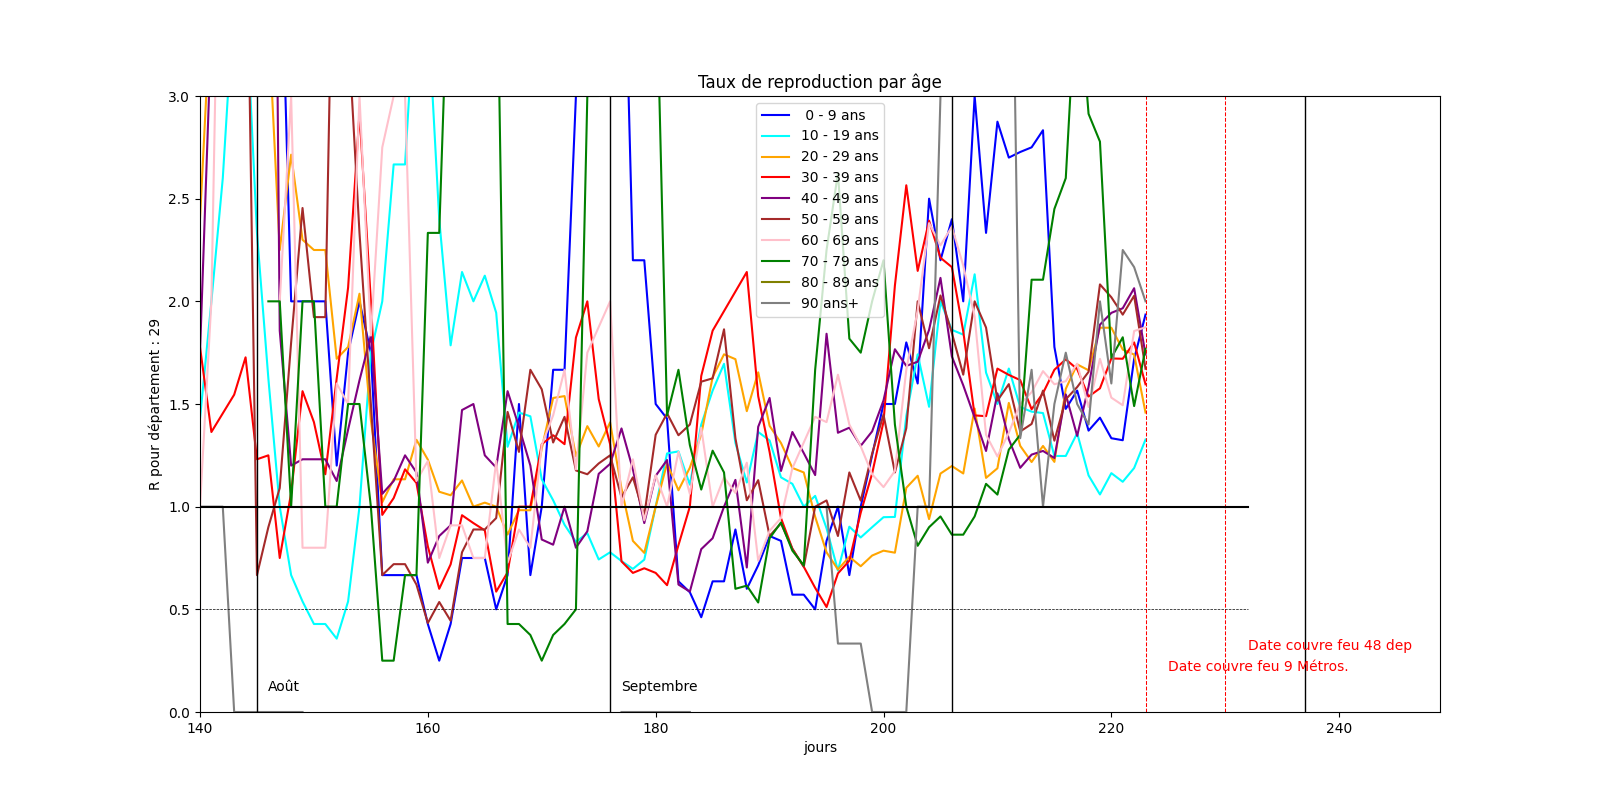 Taux de reproduction par âge
3.0
2.5
2.0
1.5
1.0
0.5
0.0
R pour département : 29
0 - 9 ans
10 - 19 ans
20 - 29 ans
30 - 39 ans
40 - 49 ans
50 - 59 ans
60 - 69 ans
70 - 79 ans
80 - 89 ans
90 ans+
Date couvre feu 48 dep
Date couvre feu 9 Métros.
Août
Septembre
140
160
180
200
220
240
jours